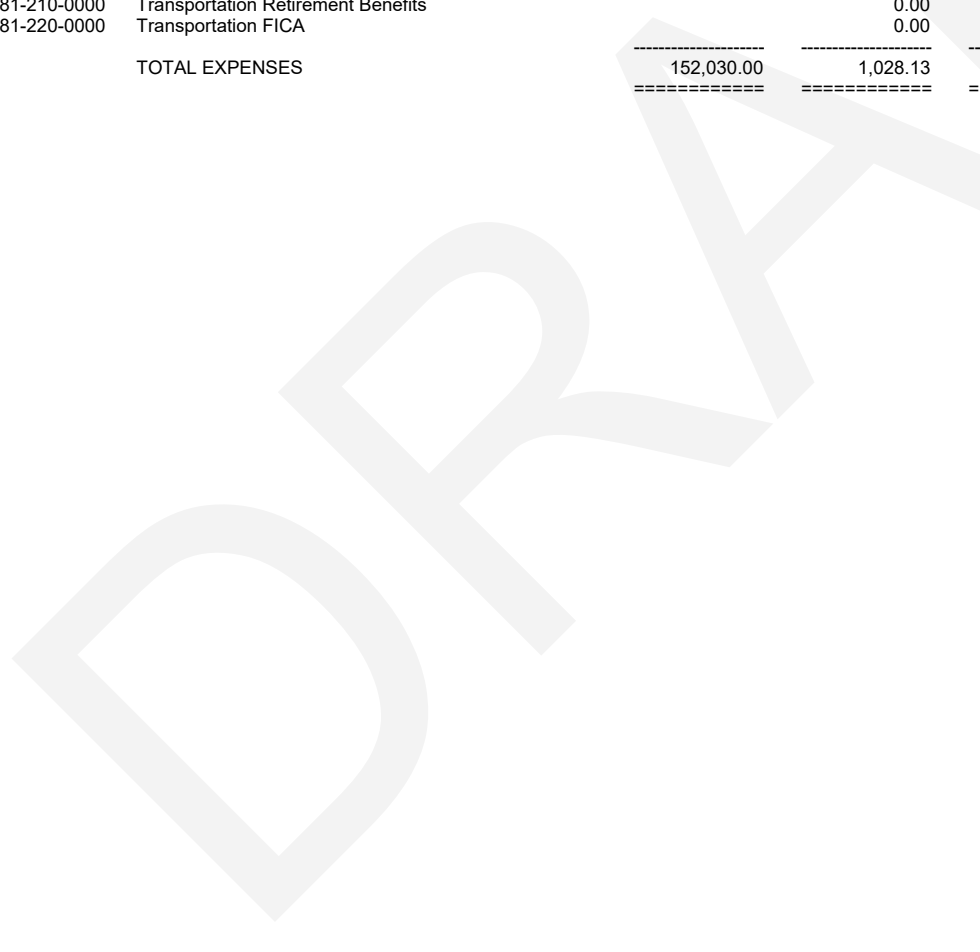 81-210-0000 Transportation Retirement Benefits 0.00
81-220-0000 Transportation FICA 0.00
TOTAL EXPENSES 152,030.00 1,028.13
============ ============ =
DRA